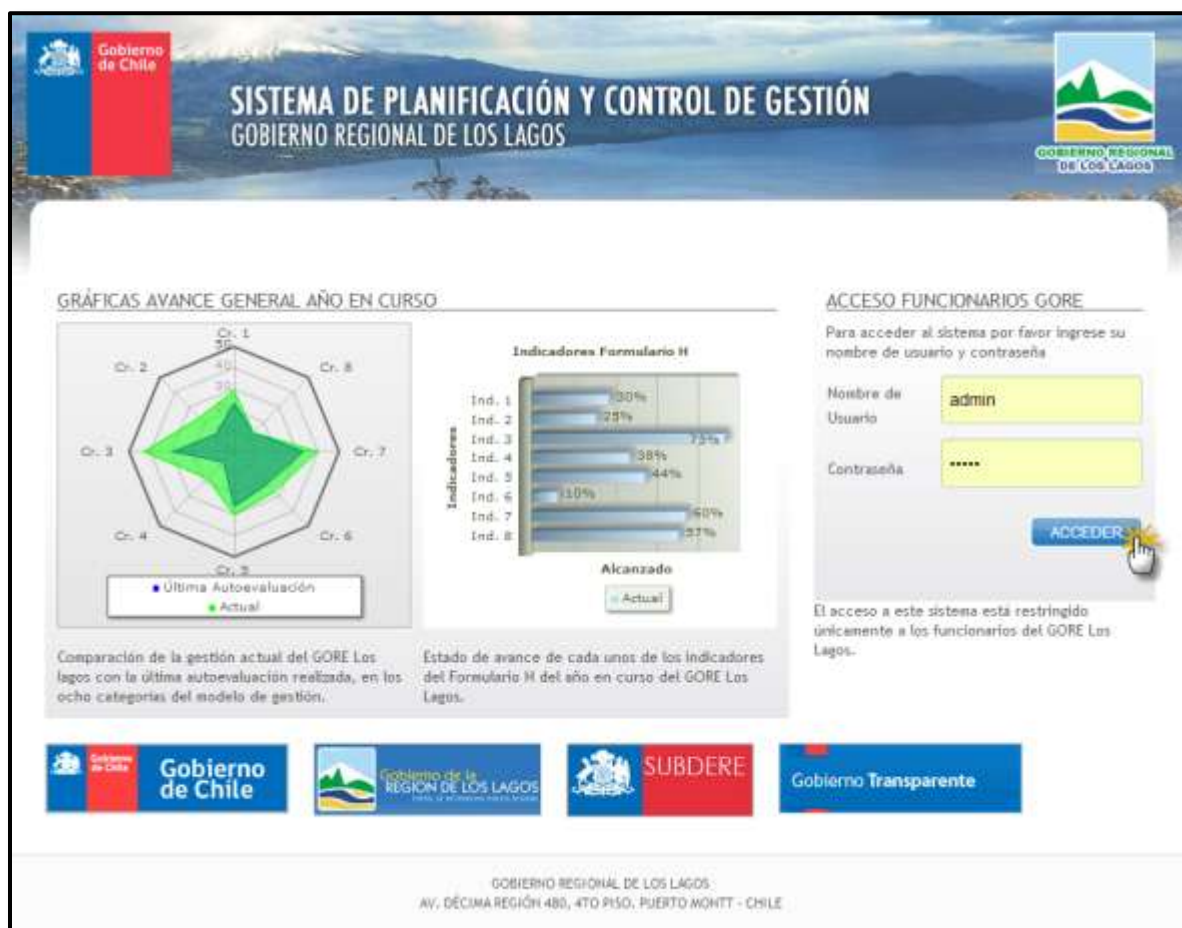 Gobierno
de Chile
SISTEMA DE PLANIFICACIÓN Y CONTROL DE GESTIÓN
GOBIERNO REGIONAL DE LOS LAGOS
GOBIERNO REGIONAL
DE LOS LAGOS
GRÁFICAS AVANCE GENERAL AÑO EN CURSO
Cr. 1
50
40
30
Cr. 2
Cr. 8
Cr. 3
Cr. 7
Cr. 4
Cr. 6
Cr. 5
Última Autoevaluación
Actual
Indicadores Formulario H
Indicadores
Ind. 1 30%
Ind. 2 25%
Ind. 3 75%
Ind. 4 38%
Ind. 5 44%
Ind. 6 10%
Ind. 7 60%
Ind. 8 57%
Alcanzado
Actual
Comparación de la gestión actual del GORE Los
lagos con la última autoevaluación realizada, en los
ocho categorías del modelo de gestión.
Estado de avance de cada unos de los indicadores
del Formulario H del año en curso del GORE Los
Lagos.
ACCESO FUNCIONARIOS GORE
Para acceder al sistema por favor ingrese su
nombre de usuario y contraseña
Nombre de
Usuario
admin
Contraseña
•••••
ACCEDER
El acceso a este sistema está restringido
únicamente a los funcionarios del GORE Los
Lagos.
Gobierno
de Chile
Gobierno
de Chile
Gobierno de la
REGION DE LOS LAGOS
SUBDERE
Gobierno Transparente
GOBIERNO REGIONAL DE LOS LAGOS
AV. DÉCIMA REGIÓN 480, 4TO PISO, PUERTO MONTT - CHILE